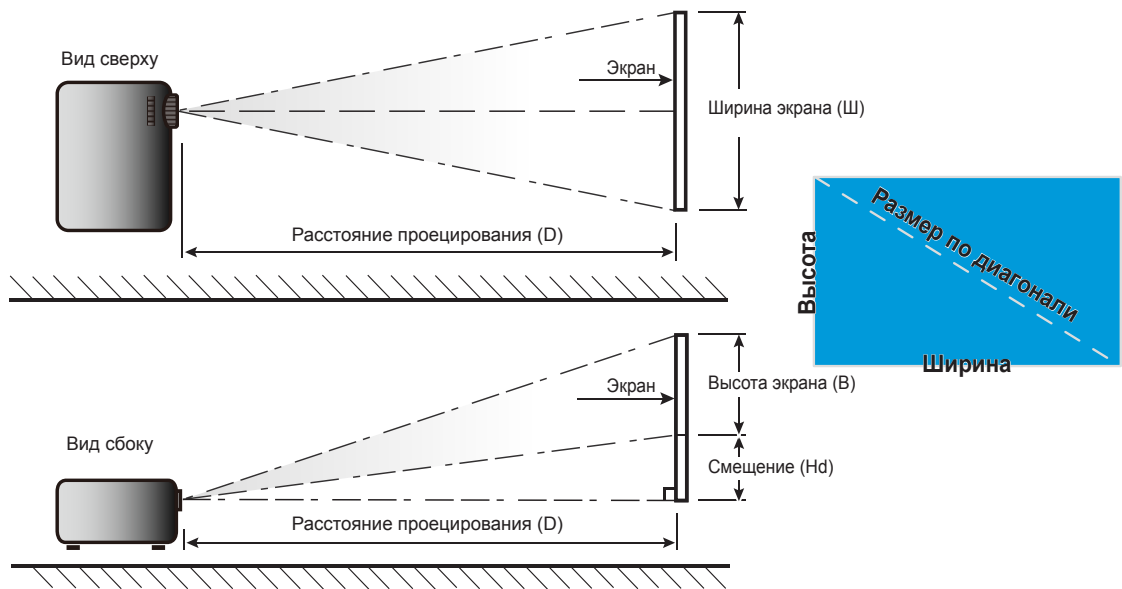 Вид сверху
Экран
Ширина экрана (Ш)
Расстояние проецирования (D)
Размер по диагонали
Высота
Ширина
Экран
Высота экрана (В)
Вид сбоку
Смещение (Hd)
Расстояние проецирования (D)